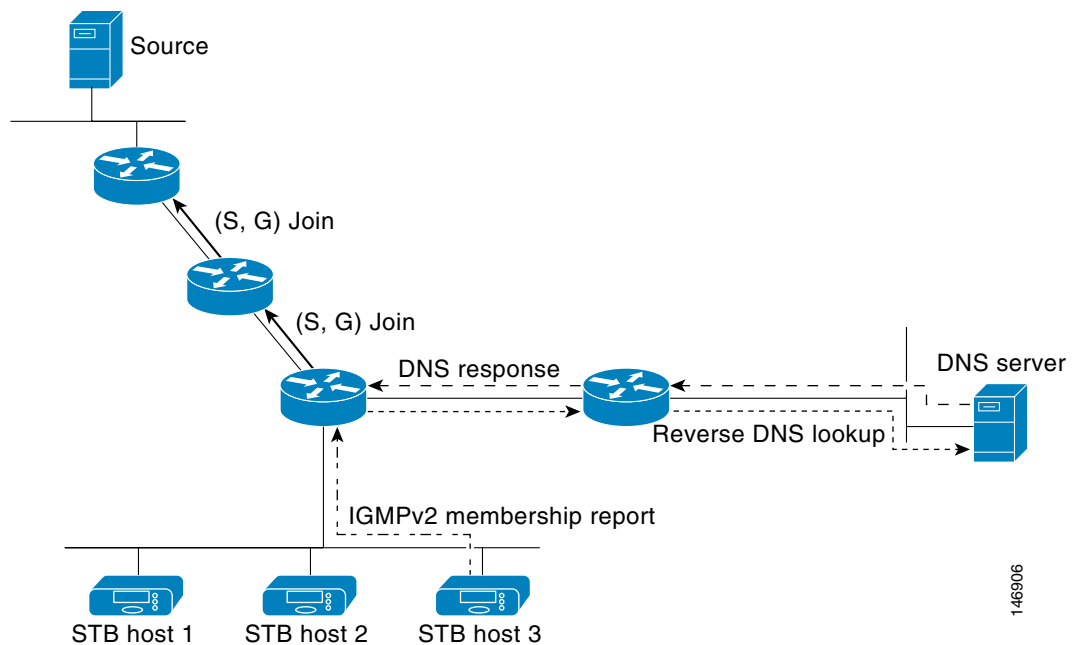 Source
(S, G) Join
(S, G) Join
DNS response
DNS server
Reverse DNS lookup
IGMPv2 membership report
STB host 1
STB host 2
STB host 3
146906